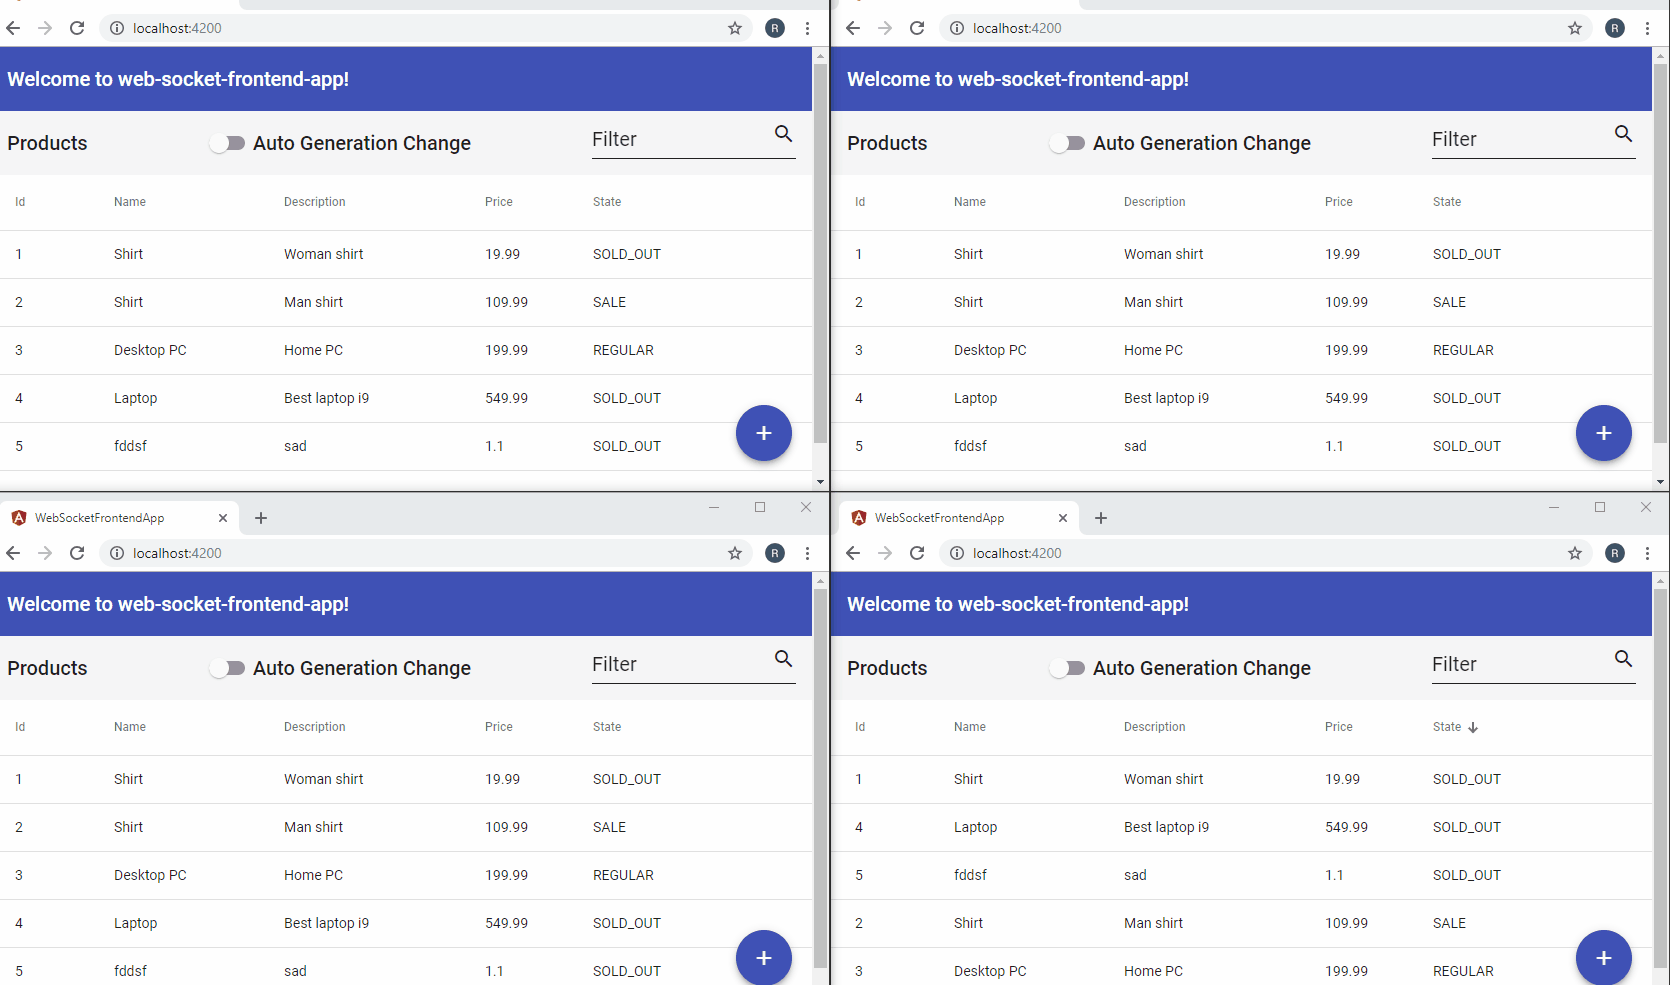 localhost:4200
R
Welcome to web-socket-frontend-app!
Products Auto Generation Change Filter
Id Name Description Price State
1 Shirt Woman shirt 19.99 SOLD_OUT
2 Shirt Man shirt 109.99 SALE
3 Desktop PC Home PC 199.99 REGULAR
4 Laptop Best laptop i9 549.99 SOLD_OUT
5 fddsf sad 1.1 SOLD_OUT
+
localhost:4200
R
Welcome to web-socket-frontend-app!
Products Auto Generation Change Filter
Id Name Description Price State
1 Shirt Woman shirt 19.99 SOLD_OUT
2 Shirt Man shirt 109.99 SALE
3 Desktop PC Home PC 199.99 REGULAR
4 Laptop Best laptop i9 549.99 SOLD_OUT
5 fddsf sad 1.1 SOLD_OUT
+
WebSocketFrontendApp
localhost:4200
R
Welcome to web-socket-frontend-app!
Products Auto Generation Change Filter
Id Name Description Price State
1 Shirt Woman shirt 19.99 SOLD_OUT
2 Shirt Man shirt 109.99 SALE
3 Desktop PC Home PC 199.99 REGULAR
4 Laptop Best laptop i9 549.99 SOLD_OUT
5 fddsf sad 1.1 SOLD_OUT
+
WebSocketFrontendApp
localhost:4200
R
Welcome to web-socket-frontend-app!
Products Auto Generation Change Filter
Id Name Description Price State
1 Shirt Woman shirt 19.99 SOLD_OUT
4 Laptop Best laptop i9 549.99 SOLD_OUT
5 fddsf sad 1.1 SOLD_OUT
2 Shirt Man shirt 109.99 SALE
3 Desktop PC Home PC 199.99 REGULAR
+